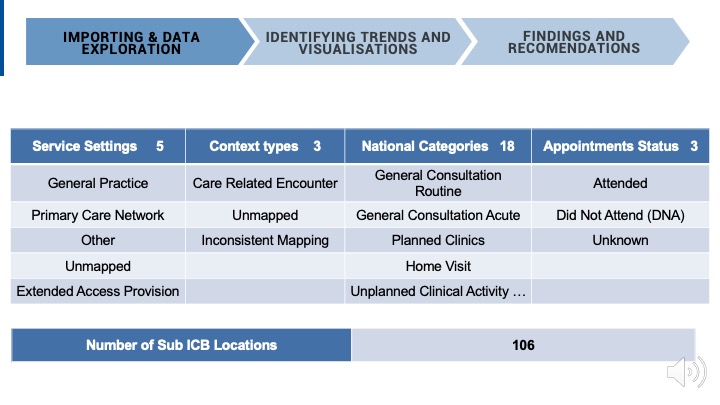 IMPORTING & DATA EXPLORATION
IDENTIFYING TRENDS AND VISUALISATIONS
FINDINGS AND RECOMENDATIONS
Service Settings 5 Context types 3 National Categories 18 Appointments Status 3
General Practice Care Related Encounter General Consultation Routine Attended
Primary Care Network Unmapped General Consultation Acute Did Not Attend (DNA)
Other Inconsistent Mapping Planned Clinics Unknown
Unmapped Home Visit
Extended Access Provision Unplanned Clinical Activity …
Number of Sub ICB Locations 106